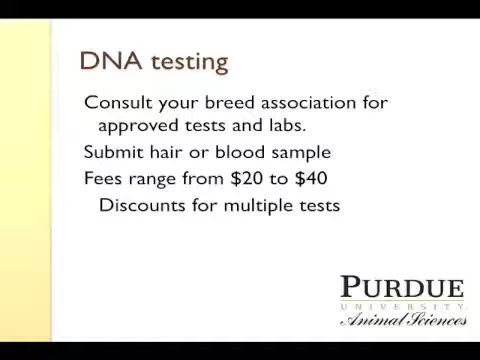 DNA testing
Consult your breed association for
approved tests and labs.
Submit hair or blood sample
Fees range from $20 to $40
Discounts for multiple tests
PURDUE
UNIVERSITY
Animal Sciences